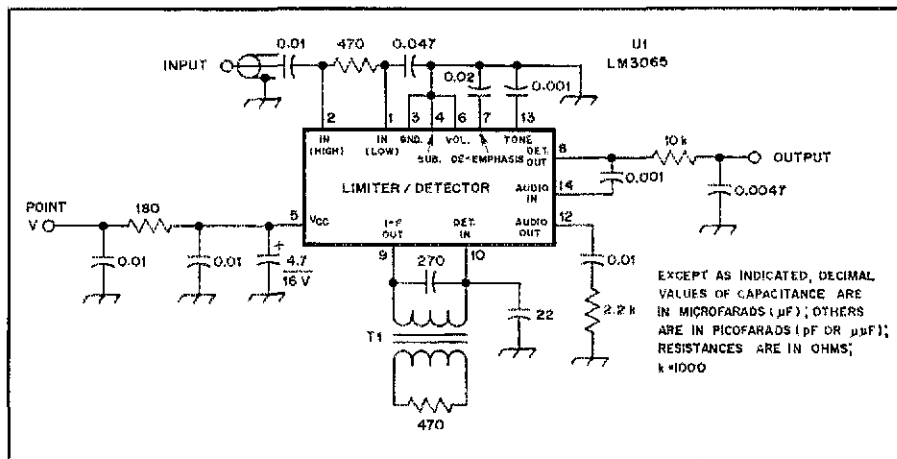 0.01
470
0.047
U1
LM3065
INPUT
0.02
0.001
2
1
3
4
6
7
13
IN
(HIGH)
IN
(LOW)
GND.
SUB.
VOL.
DE-EMPHASIS
TONE
DET.
OUT
8
10k
OUTPUT
LIMITER / DETECTOR
0.001
AUDIO
IN
14
0.0047
POINT
V
180
5
VCC
I-F
OUT
DET.
IN
AUDIO
OUT
12
9
10
0.01
0.01
+
4.7
16 V
270
0.01
22
2.2k
T1
470
EXCEPT AS INDICATED, DECIMAL
VALUES OF CAPACITANCE ARE
IN MICROFARADS (µF); OTHERS
ARE IN PICOFARADS (pF OR µµF);
RESISTANCES ARE IN OHMS;
k=1000